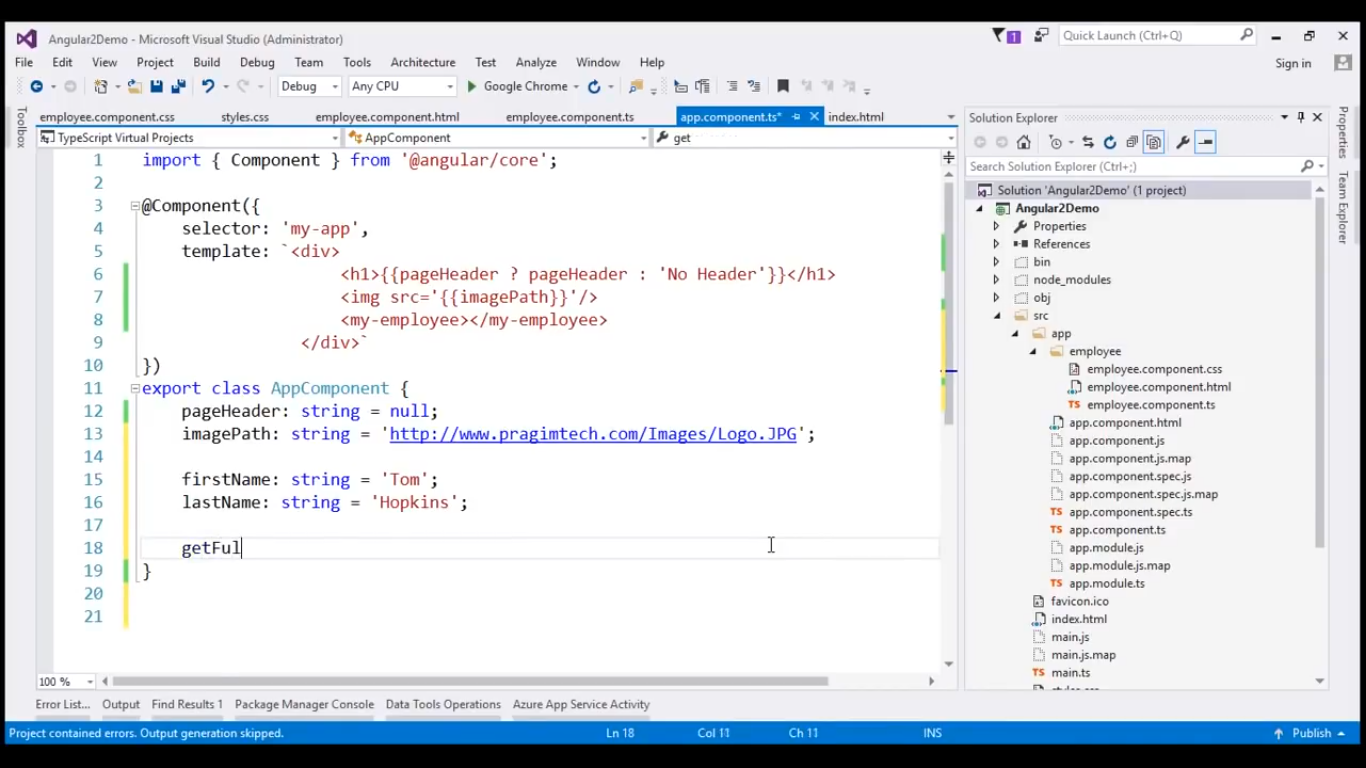 Angular2Demo - Microsoft Visual Studio (Administrator)
1
Quick Launch (Ctrl+Q)
File Edit View Project Build Debug Team Tools Architecture Test Analyze Window Help
Sign in
Debug Any CPU Google Chrome
Toolbox
employee.component.css styles.css employee.component.html employee.component.ts app.component.ts* index.html
TypeScript Virtual Projects AppComponent get
1 import { Component } from '@angular/core';
2
3 @Component({
4 selector: 'my-app',
5 template: `<div>
6 <h1>{{pageHeader ? pageHeader : 'No Header'}}</h1>
7 <img src='{{imagePath}}'/>
8 <my-employee></my-employee>
9 </div>`
10 })
11 export class AppComponent {
12 pageHeader: string = null;
13 imagePath: string = 'http://www.pragimtech.com/Images/Logo.JPG';
14
15 firstName: string = 'Tom';
16 lastName: string = 'Hopkins';
17
18 getFul
19 }
20
21
100 %
Solution Explorer
Search Solution Explorer (Ctrl+;)
Solution 'Angular2Demo' (1 project)
Angular2Demo
Properties
References
bin
node_modules
obj
src
app
employee
employee.component.css
employee.component.html
TS employee.component.ts
app.component.html
app.component.js
app.component.js.map
app.component.spec.js
app.component.spec.js.map
TS app.component.spec.ts
TS app.component.ts
app.module.js
app.module.js.map
TS app.module.ts
favicon.ico
index.html
main.js
main.js.map
TS main.ts
Properties
Team Explorer
Error List... Output Find Results 1 Package Manager Console Data Tools Operations Azure App Service Activity
Project contained errors. Output generation skipped. Ln 18 Col 11 Ch 11 INS Publish